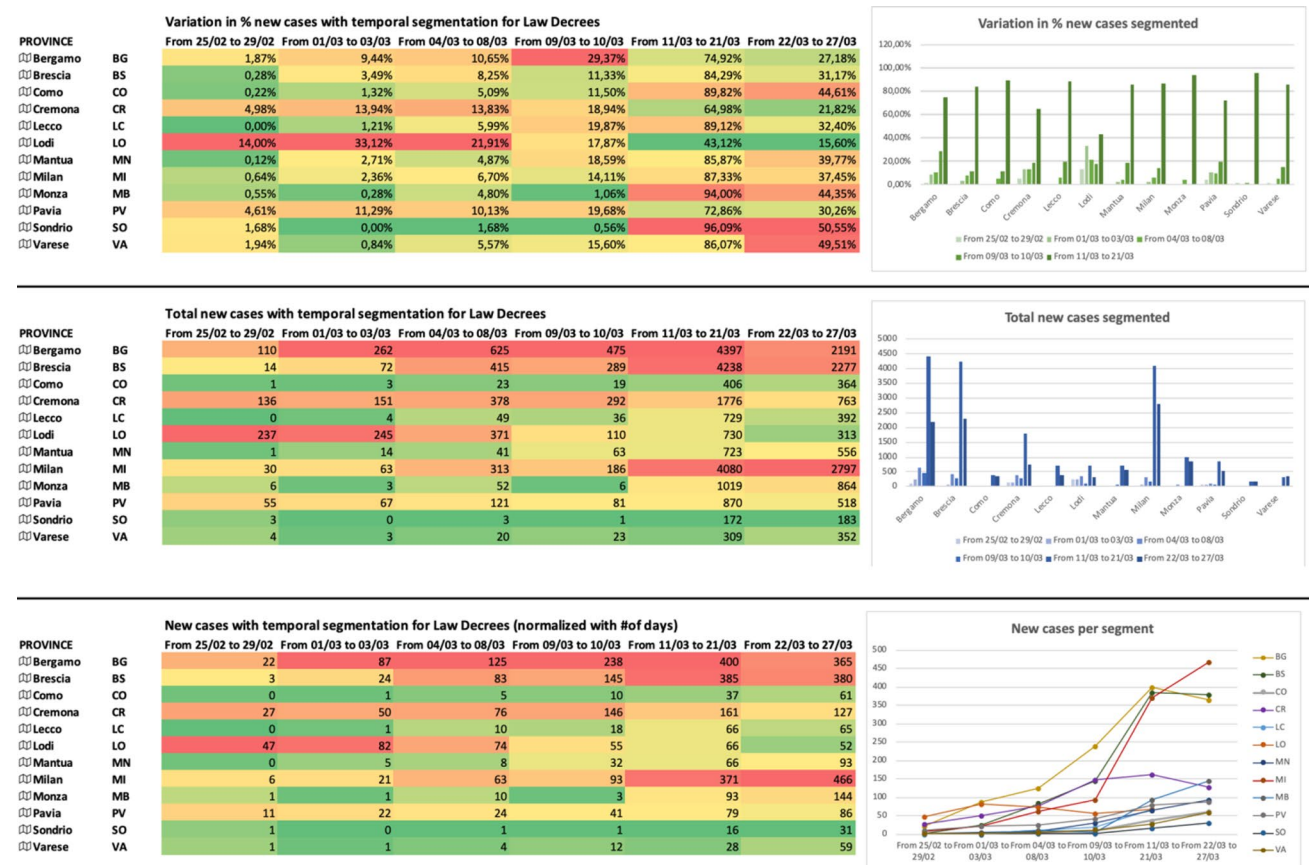 Variation in % new cases with temporal segmentation for Law Decrees
PROVINCE From 25/02 to 29/02 From 01/03 to 03/03 From 04/03 to 08/03 From 09/03 to 10/03 From 11/03 to 21/03 From 22/03 to 27/03
Bergamo BG 1,87% 9,44% 10,65% 29,37% 74,92% 27,18%
Brescia BS 0,28% 3,49% 8,25% 11,33% 84,29% 31,17%
Como CO 0,22% 1,32% 5,09% 11,50% 89,82% 44,61%
Cremona CR 4,98% 13,94% 13,83% 18,94% 64,98% 21,82%
Lecco LC 0,00% 1,21% 5,99% 19,87% 89,12% 32,40%
Lodi LO 14,00% 33,12% 21,91% 17,87% 43,12% 15,60%
Mantua MN 0,12% 2,71% 4,87% 18,59% 85,87% 39,77%
Milan MI 0,64% 2,36% 6,70% 14,11% 87,33% 37,45%
Monza MB 0,55% 0,28% 4,80% 1,06% 94,00% 44,35%
Pavia PV 4,61% 11,29% 10,13% 19,68% 72,86% 30,26%
Sondrio SO 1,68% 0,00% 1,68% 0,56% 96,09% 50,55%
Varese VA 1,94% 0,84% 5,57% 15,60% 86,07% 49,51%
Variation in % new cases segmented
120,00%
100,00%
80,00%
60,00%
40,00%
20,00%
0,00%
Bergamo Brescia Como Cremona Lecco Lodi Mantua Milan Monza Pavia Sondrio Varese
From 25/02 to 29/02 From 01/03 to 03/03 From 04/03 to 08/03
From 09/03 to 10/03 From 11/03 to 21/03
Total new cases with temporal segmentation for Law Decrees
PROVINCE From 25/02 to 29/02 From 01/03 to 03/03 From 04/03 to 08/03 From 09/03 to 10/03 From 11/03 to 21/03 From 22/03 to 27/03
Bergamo BG 110 262 625 475 4397 2191
Brescia BS 14 72 415 289 4238 2277
Como CO 1 3 23 19 406 364
Cremona CR 136 151 378 292 1776 763
Lecco LC 0 4 49 36 729 392
Lodi LO 237 245 371 110 730 313
Mantua MN 1 14 41 63 723 556
Milan MI 30 63 313 186 4080 2797
Monza MB 6 3 52 6 1019 864
Pavia PV 55 67 121 81 870 518
Sondrio SO 3 0 3 1 172 183
Varese VA 4 3 20 23 309 352
Total new cases segmented
5000
4500
4000
3500
3000
2500
2000
1500
1000
500
0
Bergamo Brescia Como Cremona Lecco Lodi Mantua Milan Monza Pavia Sondrio Varese
From 25/02 to 29/02 From 01/03 to 03/03 From 04/03 to 08/03
From 09/03 to 10/03 From 11/03 to 21/03 From 22/03 to 27/03
New cases with temporal segmentation for Law Decrees (normalized with #of days)
PROVINCE From 25/02 to 29/02 From 01/03 to 03/03 From 04/03 to 08/03 From 09/03 to 10/03 From 11/03 to 21/03 From 22/03 to 27/03
Bergamo BG 22 87 125 238 400 365
Brescia BS 3 24 83 145 385 380
Como CO 0 1 5 10 37 61
Cremona CR 27 50 76 146 161 127
Lecco LC 0 1 10 18 66 65
Lodi LO 47 82 74 55 66 52
Mantua MN 0 5 8 32 66 93
Milan MI 6 21 63 93 371 466
Monza MB 1 1 10 3 93 144
Pavia PV 11 22 24 41 79 86
Sondrio SO 1 0 1 1 16 31
Varese VA 1 1 4 12 28 59
New cases per segment
500
450
400
350
300
250
200
150
100
50
0
From 25/02 to From 01/03 to From 04/03 to From 09/03 to From 11/03 to From 22/03 to
29/02 03/03 08/03 10/03 21/03 27/03
BG
BS
CO
CR
LC
LO
MN
MI
MB
PV
SO
VA